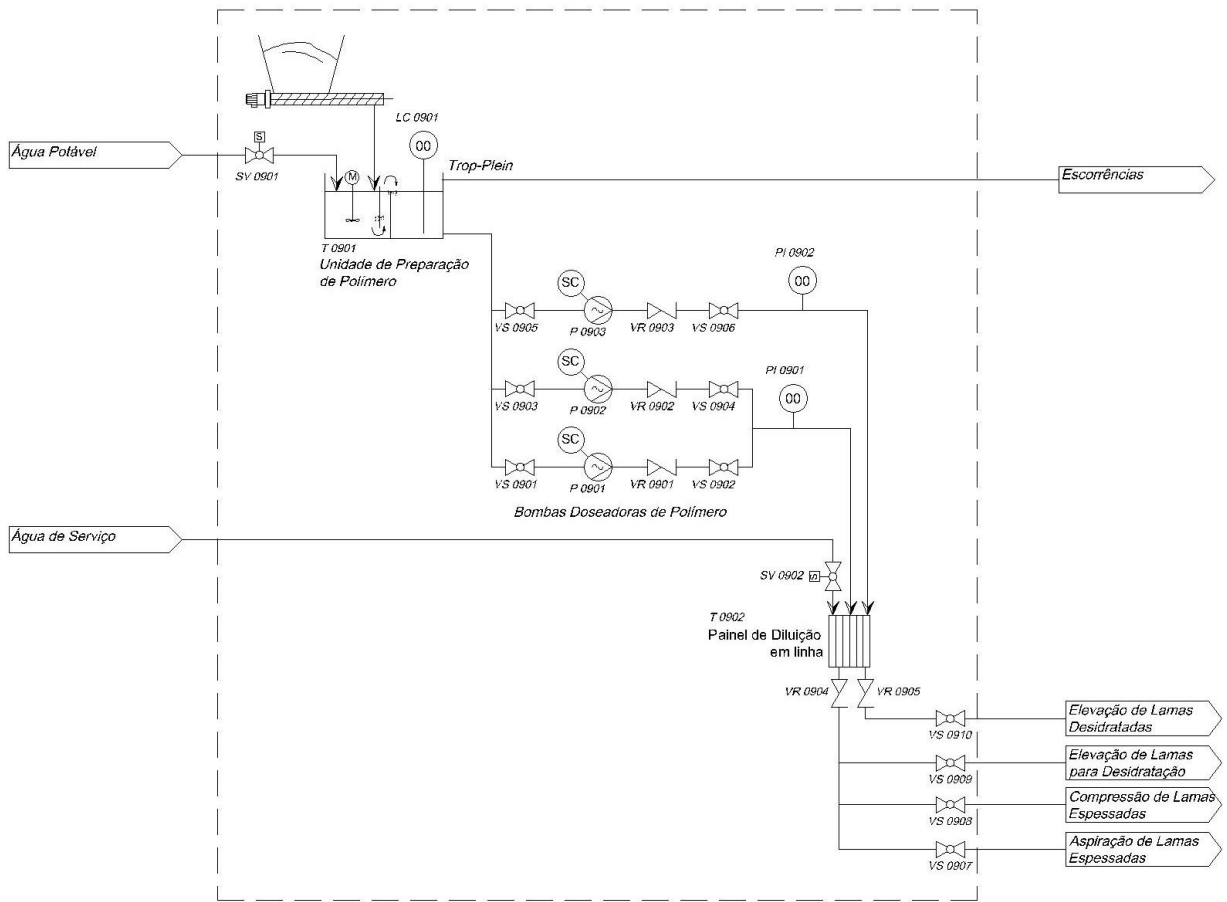 LC 0901
00
S
Água Potável
SV 0901
Trop-Plein
Escorrências
M
T 0901
Unidade de Preparação
de Polímero
PI 0902
00
SC
VS 0905
P 0903
VR 0903
VS 0906
PI 0901
00
SC
VS 0903
P 0902
VR 0902
VS 0904
SC
VS 0901
P 0901
VR 0901
VS 0902
Bombas Doseadoras de Polímero
Água de Serviço
SV 0902
S
T 0902
Painel de Diluição
em linha
VR 0904
VR 0905
Elevação de Lamas
Desidratadas
VS 0910
Elevação de Lamas
para Desidratação
VS 0909
Compressão de Lamas
Espessadas
VS 0908
Aspiração de Lamas
Espessadas
VS 0907